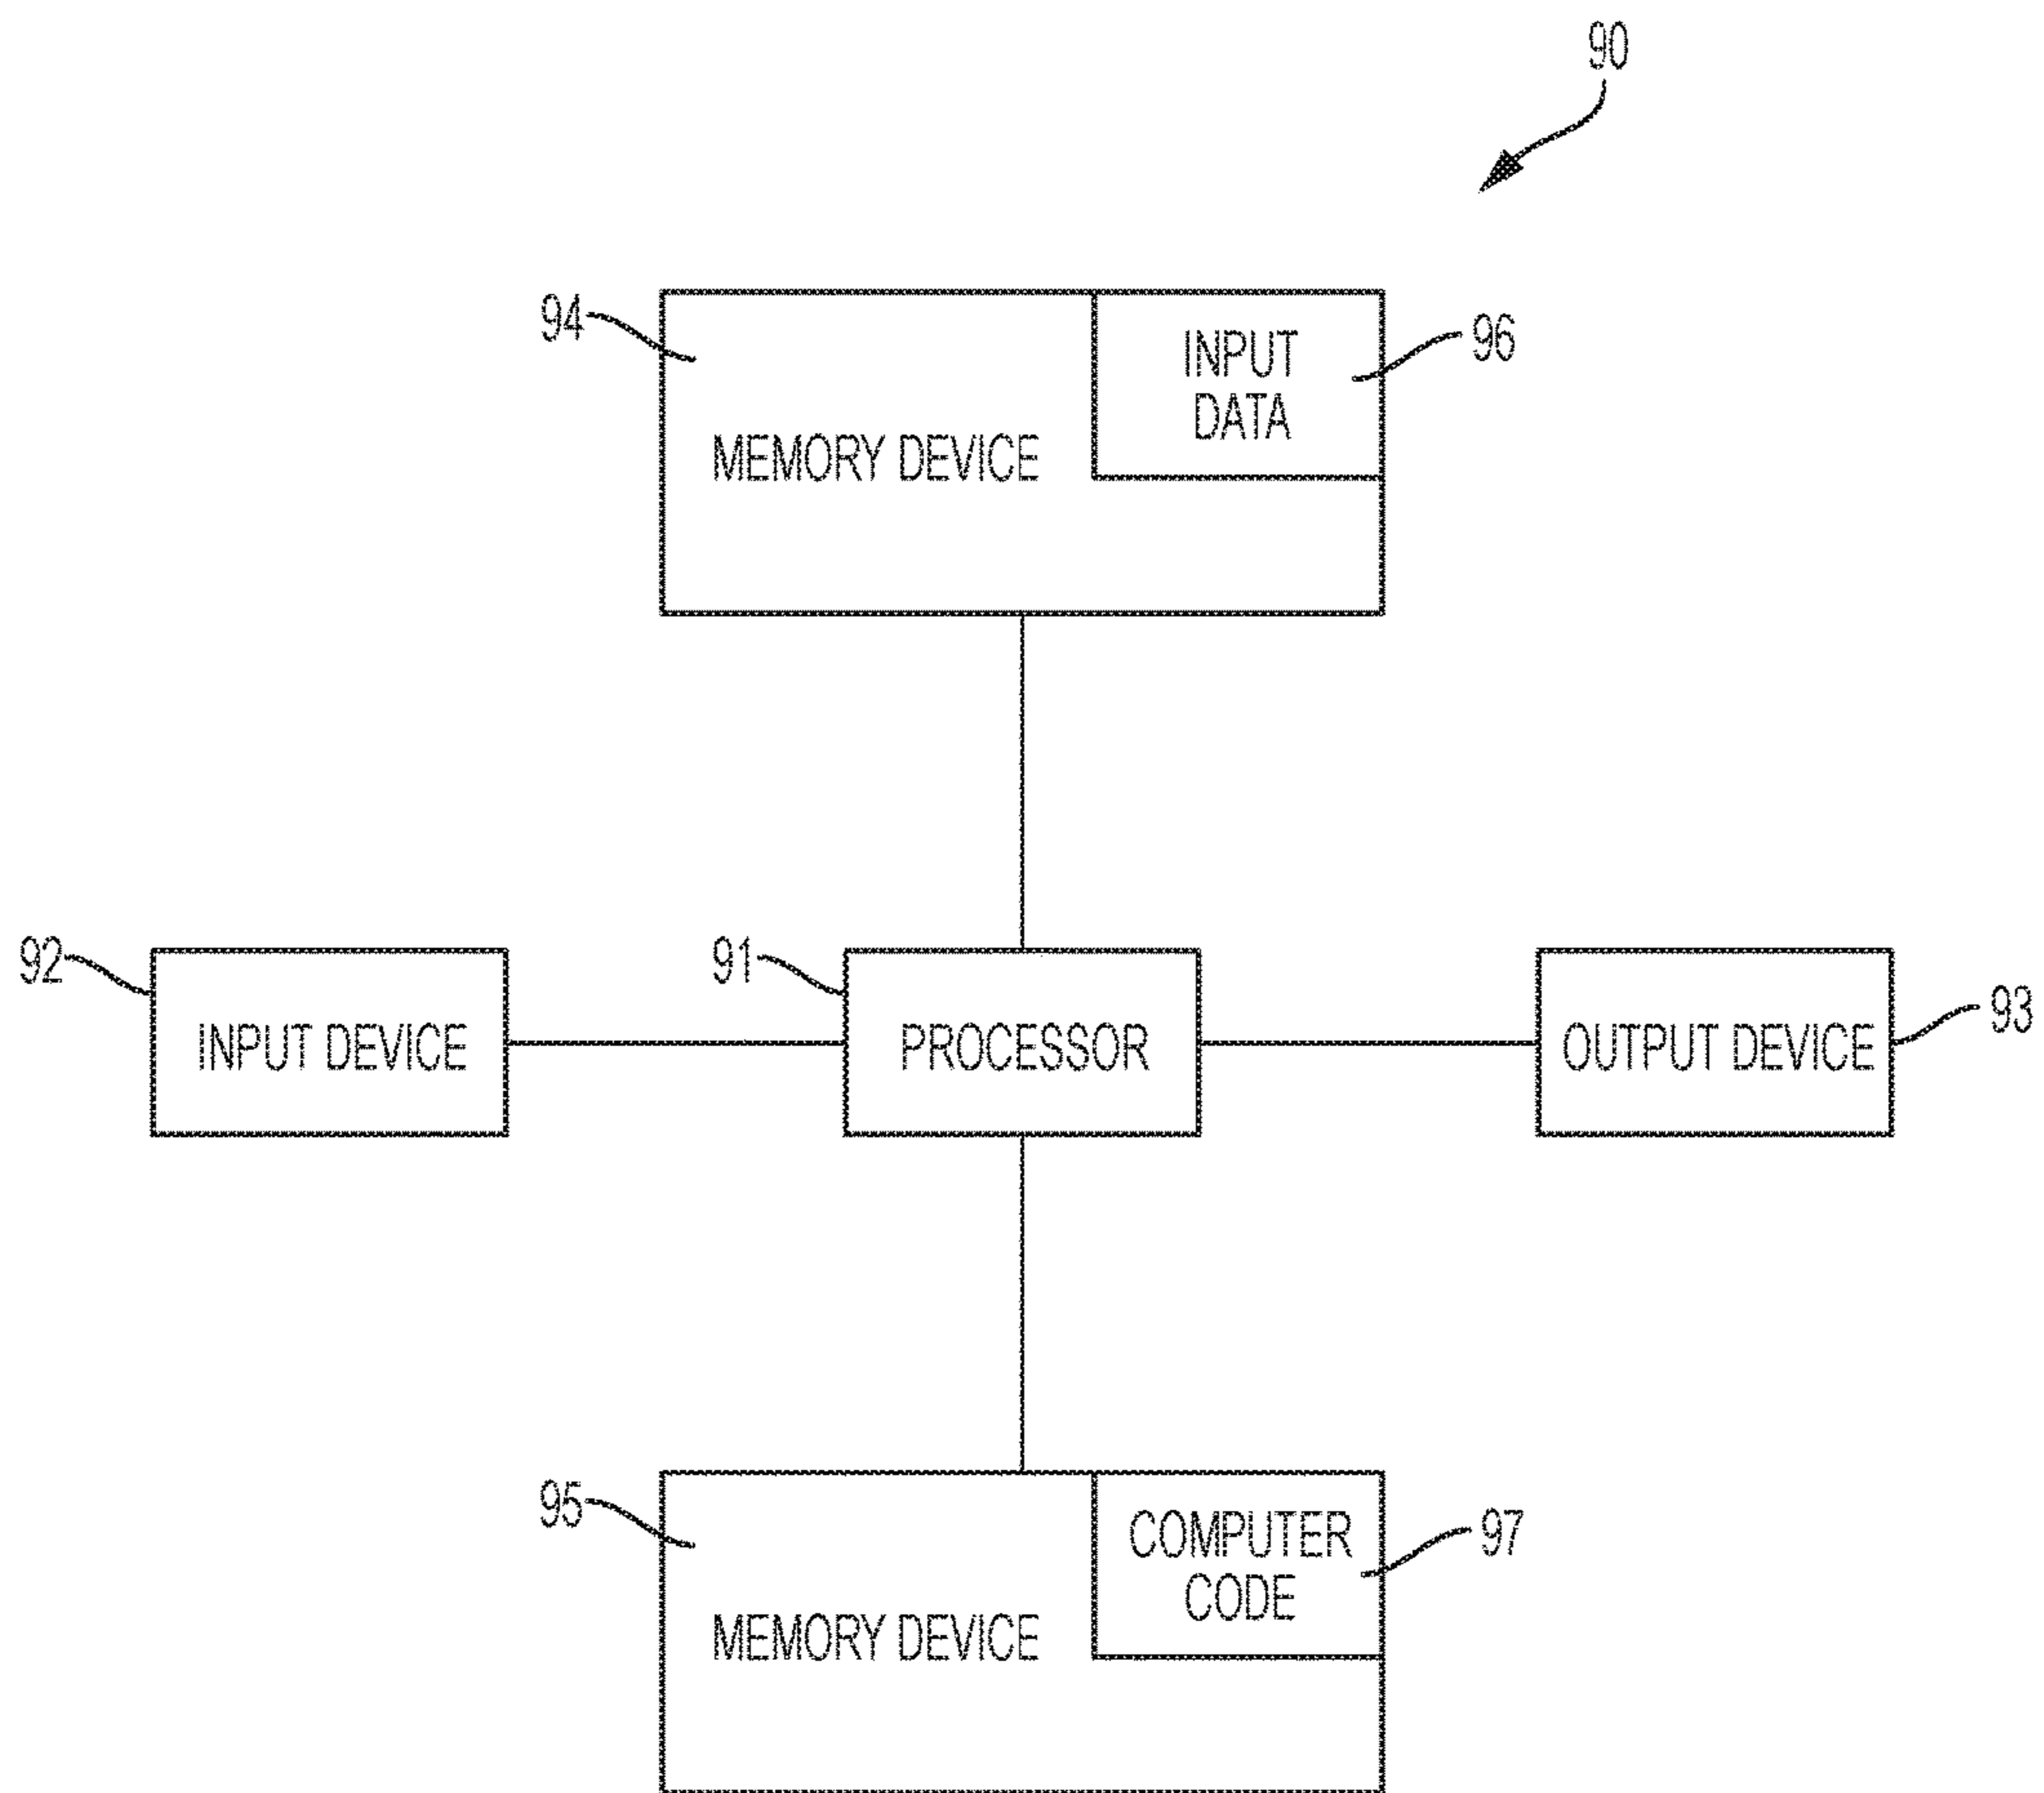 90
94
INPUT
DATA
96
MEMORY DEVICE
92
91
93
INPUT DEVICE
PROCESSOR
OUTPUT DEVICE
95
COMPUTER
CODE
97
MEMORY DEVICE